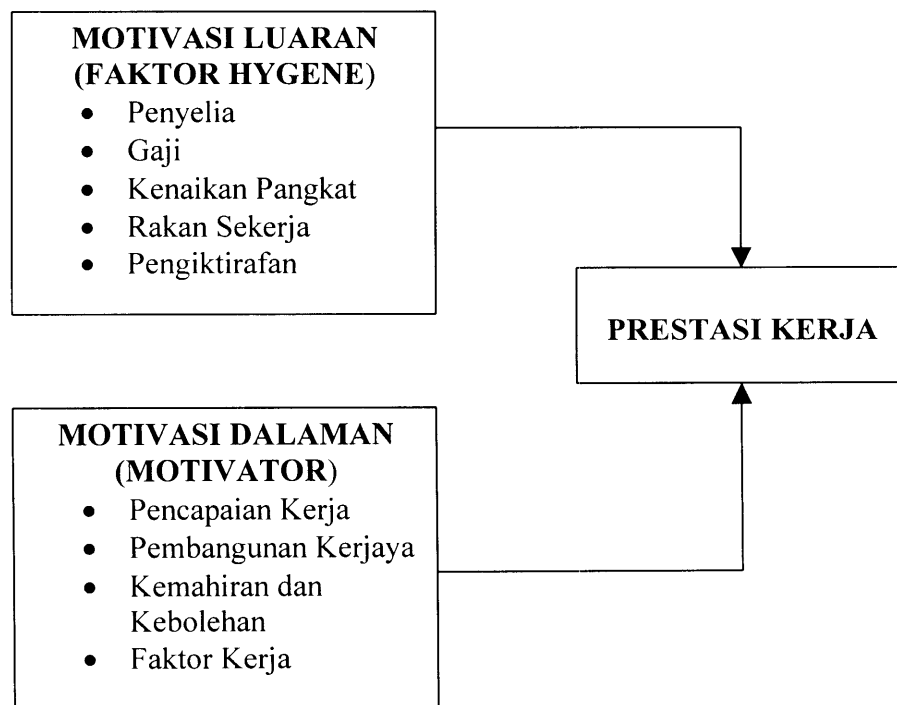 MOTIVASI LUARAN
(FAKTOR HYGENE)
• Penyelia
• Gaji
• Kenaikan Pangkat
• Rakan Sekerja
• Pengiktirafan
PRESTASI KERJA
MOTIVASI DALAMAN
(MOTIVATOR)
• Pencapaian Kerja
• Pembangunan Kerjaya
• Kemahiran dan
Kebolehan
• Faktor Kerja